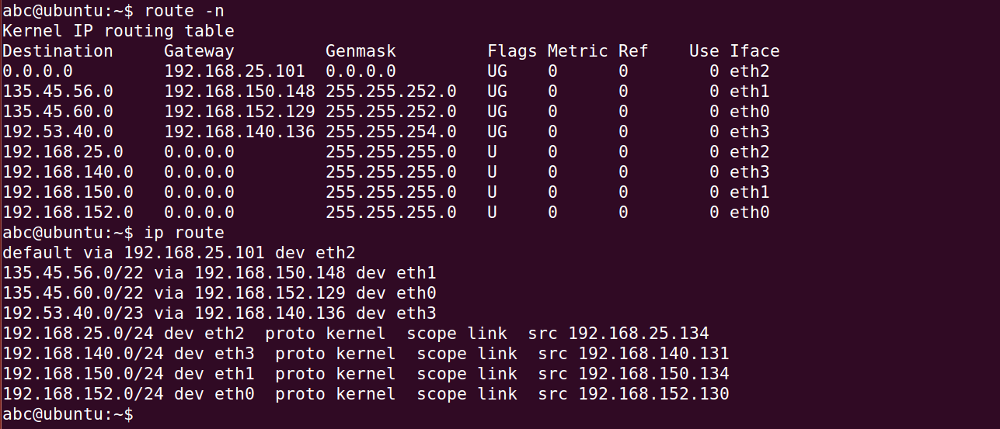 abc@ubuntu:~$ route -n
Kernel IP routing table
Destination     Gateway         Genmask         Flags Metric Ref    Use Iface
0.0.0.0         192.168.25.101  0.0.0.0         UG    0      0        0 eth2
135.45.56.0     192.168.150.148 255.255.252.0   UG    0      0        0 eth1
135.45.60.0     192.168.152.129 255.255.252.0   UG    0      0        0 eth0
192.53.40.0     192.168.140.136 255.255.254.0   UG    0      0        0 eth3
192.168.25.0    0.0.0.0         255.255.255.0   U     0      0        0 eth2
192.168.140.0   0.0.0.0         255.255.255.0   U     0      0        0 eth3
192.168.150.0   0.0.0.0         255.255.255.0   U     0      0        0 eth1
192.168.152.0   0.0.0.0         255.255.255.0   U     0      0        0 eth0
abc@ubuntu:~$ ip route
default via 192.168.25.101 dev eth2
135.45.56.0/22 via 192.168.150.148 dev eth1
135.45.60.0/22 via 192.168.152.129 dev eth0
192.53.40.0/23 via 192.168.140.136 dev eth3
192.168.25.0/24 dev eth2  proto kernel  scope link  src 192.168.25.134
192.168.140.0/24 dev eth3  proto kernel  scope link  src 192.168.140.131
192.168.150.0/24 dev eth1  proto kernel  scope link  src 192.168.150.134
192.168.152.0/24 dev eth0  proto kernel  scope link  src 192.168.152.130
abc@ubuntu:~$